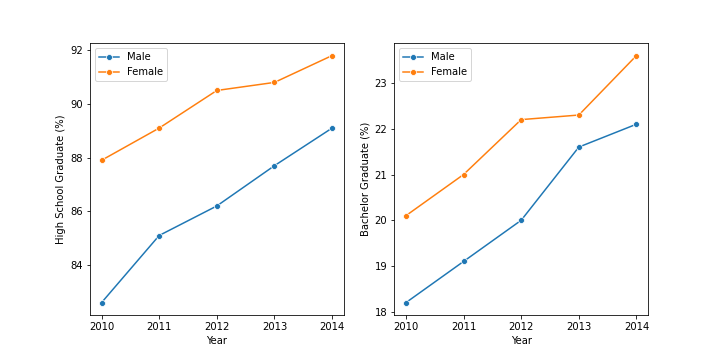 Male
Female
High School Graduate (%)
92
90
88
86
84
2010 2011 2012 2013 2014
Year
Male
Female
Bachelor Graduate (%)
23
22
21
20
19
18
2010 2011 2012 2013 2014
Year